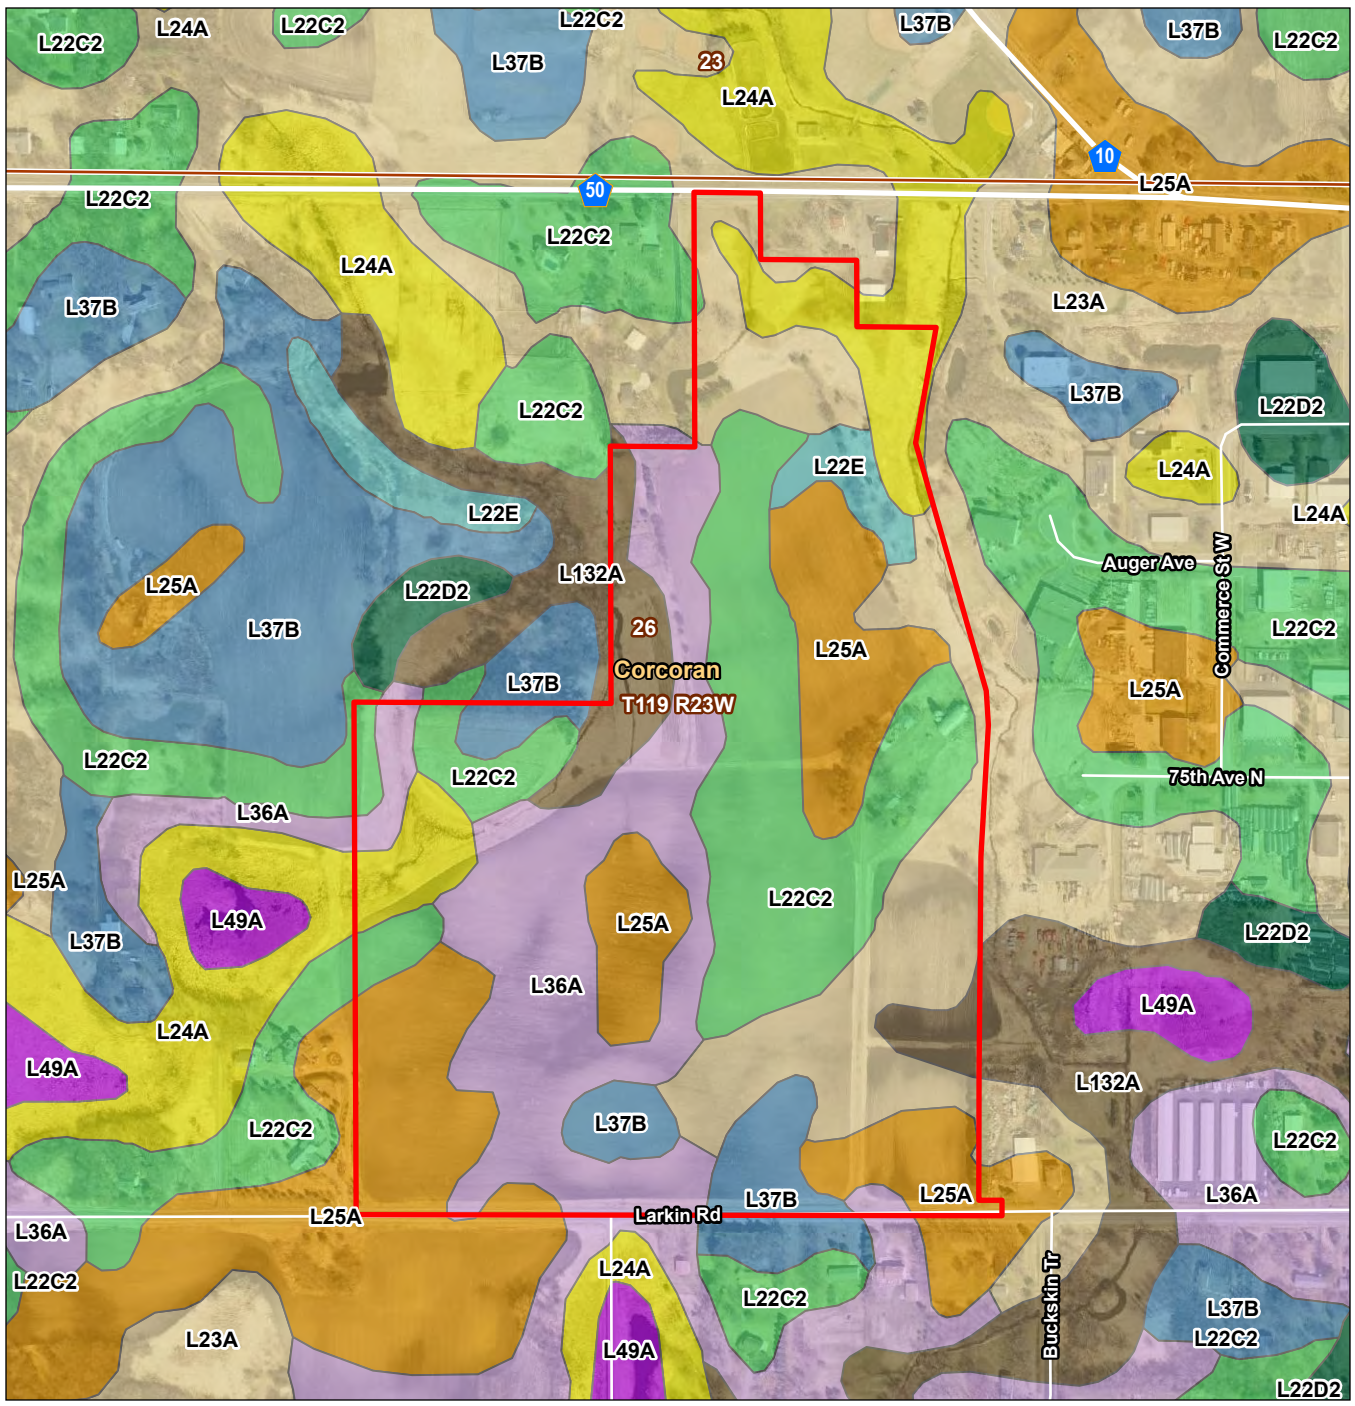 L22C2
L24A
L22C2
L22C2
L37B
L37B
L22C2
L37B
23
L24A
10
L25A
50
L22C2
L22C2
L24A
L37B
L23A
L37B
L22D2
L22C2
L24A
L22E
L22E
L24A
L132A
Auger Ave
Commerce St W
L25A
L22D2
L37B
26
L22C2
L25A
Corcoran
L37B
T119 R23W
L25A
L22C2
L22C2
75th Ave N
L36A
L25A
L49A
L25A
L22C2
L37B
L22D2
L36A
L49A
L24A
L49A
L132A
L22C2
L37B
L22C2
L37B
L25A
L36A
L25A
Larkin Rd
L36A
L22C2
L24A
L22C2
Buckskin Tr
L37B
L23A
L22C2
L49A
L22D2